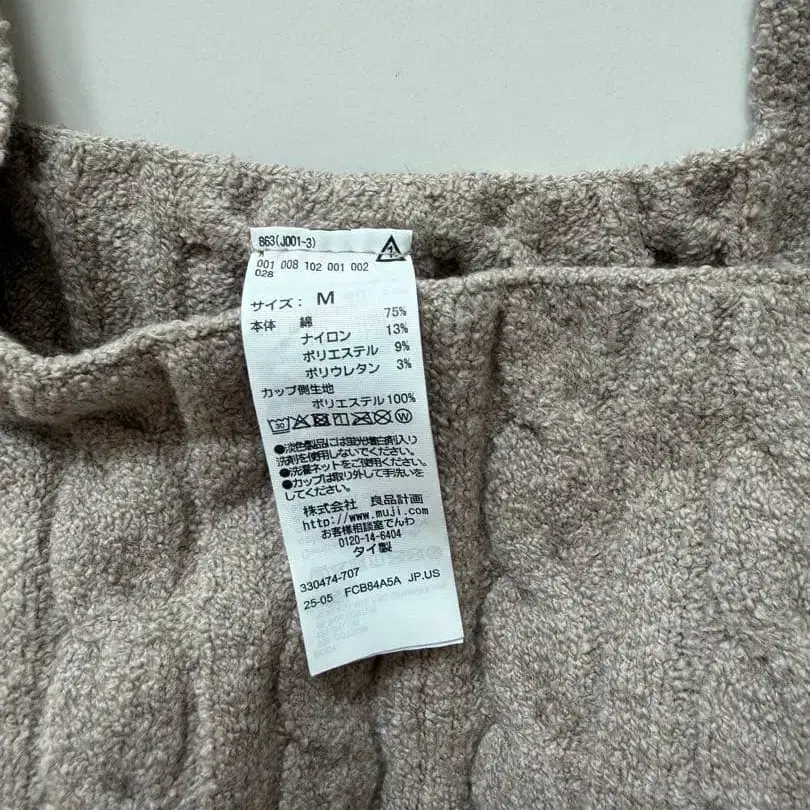 863(J001-3)
001 008 102 001 002
028
サイズ： M
本体 綿 75%
ナイロン 13%
ポリエステル 9%
ポリウレタン 3%
カップ側生地
ポリエステル100%
30
W
●淡色製品には蛍光増白剤入り
洗剤を使用しないでください。
●洗濯ネットをご使用ください。
●カップは取り外して手洗いを
してください。
株式会社 良品計画
http://www.muji.com/
お客様相談室でんわ
0120-14-6404
タイ製
330474-707
25-05 FCB84A5A JP.US